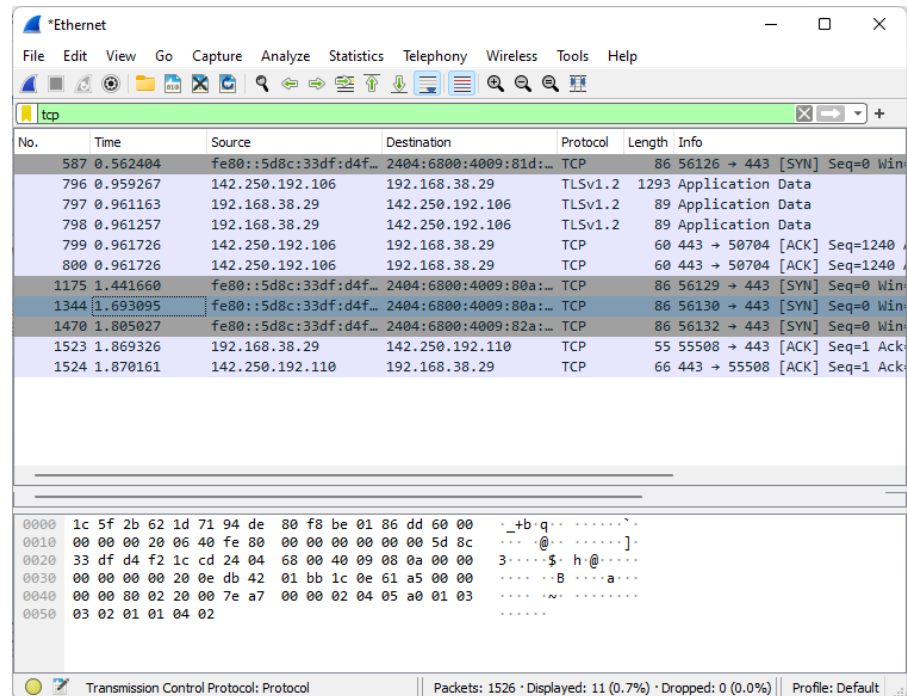 *Ethernet
File Edit View Go Capture Analyze Statistics Telephony Wireless Tools Help
tcp
No. Time Source Destination Protocol Length Info
587 0.562404 fe80::5d8c:33df:d4f… 2404:6800:4009:81d:… TCP 86 56126 → 443 [SYN] Seq=0 Win=
796 0.959267 142.250.192.106 192.168.38.29 TLSv1.2 1293 Application Data
797 0.961163 192.168.38.29 142.250.192.106 TLSv1.2 89 Application Data
798 0.961257 192.168.38.29 142.250.192.106 TLSv1.2 89 Application Data
799 0.961726 142.250.192.106 192.168.38.29 TCP 60 443 → 50704 [ACK] Seq=1240
800 0.961726 142.250.192.106 192.168.38.29 TCP 60 443 → 50704 [ACK] Seq=1240
1175 1.441660 fe80::5d8c:33df:d4f… 2404:6800:4009:80a:… TCP 86 56129 → 443 [SYN] Seq=0 Win=
1344 1.693095 fe80::5d8c:33df:d4f… 2404:6800:4009:80a:… TCP 86 56130 → 443 [SYN] Seq=0 Win=
1470 1.805027 fe80::5d8c:33df:d4f… 2404:6800:4009:82a:… TCP 86 56132 → 443 [SYN] Seq=0 Win=
1523 1.869326 192.168.38.29 142.250.192.110 TCP 55 55508 → 443 [ACK] Seq=1 Ack=
1524 1.870161 142.250.192.110 192.168.38.29 TCP 66 443 → 55508 [ACK] Seq=1 Ack=
0000 1c 5f 2b 62 1d 71 94 de 80 f8 be 01 86 dd 60 00 ·_+b·q·· ······`·
0010 00 00 00 20 06 40 fe 80 00 00 00 00 00 00 5d 8c ··· ·@·· ······]·
0020 33 df d4 f2 1c cd 24 04 68 00 40 09 08 0a 00 00 3·····$· h·@·····
0030 00 00 00 00 20 0e db 42 01 bb 1c 0e 61 a5 00 00 ···· ··B ····a···
0040 00 00 80 02 20 00 7e a7 00 00 02 04 05 a0 01 03 ···· ·~· ········
0050 03 02 01 01 04 02 ······
Transmission Control Protocol: Protocol Packets: 1526 · Displayed: 11 (0.7%) · Dropped: 0 (0.0%) Profile: Default